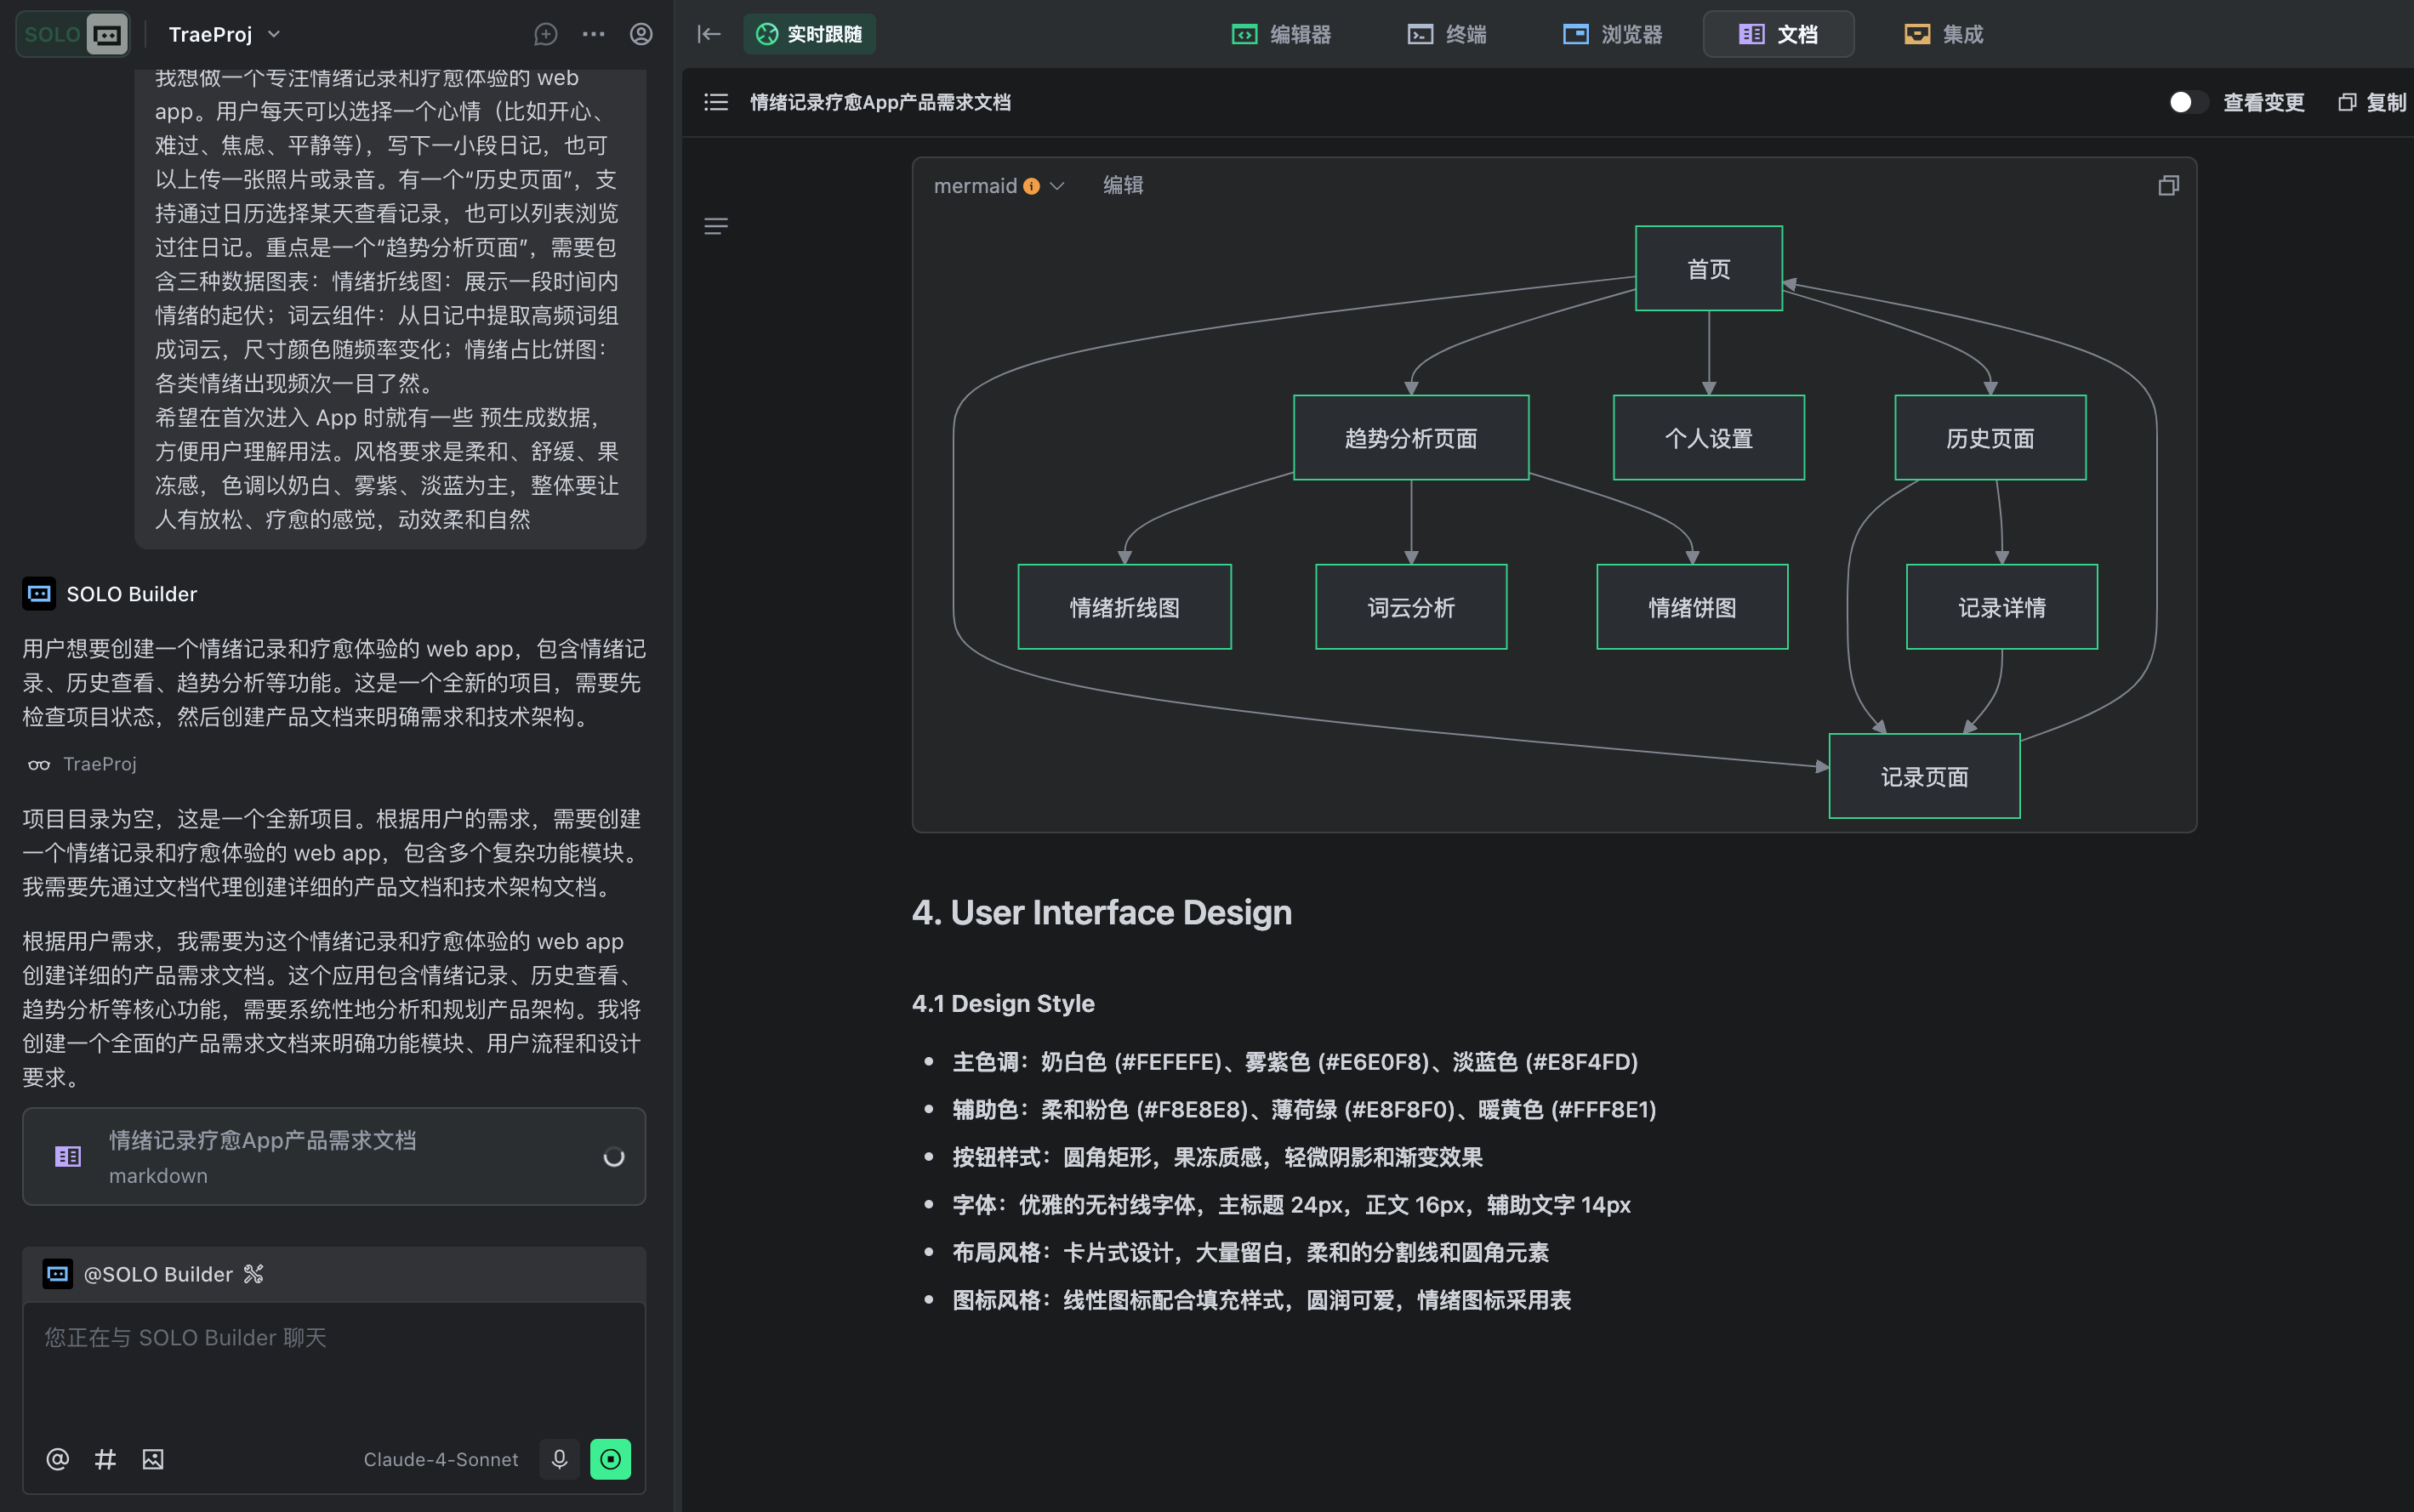 SOLO
TraeProj
我想做一个专注情绪记录和疗愈体验的 web
app。用户每天可以选择一个心情（比如开心、
难过、焦虑、平静等），写下一小段日记，也可
以上传一张照片或录音。有一个“历史页面”，支
持通过日历选择某天查看记录，也可以列表浏览
过往日记。重点是一个“趋势分析页面”，需要包
含三种数据图表：情绪折线图：展示一段时间内
情绪的起伏；词云组件：从日记中提取高频词组
成词云，尺寸颜色随频率变化；情绪占比饼图：
各类情绪出现频次一目了然。
希望在首次进入 App 时就有一些 预生成数据，
方便用户理解用法。风格要求是柔和、舒缓、果
冻感，色调以奶白、雾紫、淡蓝为主，整体要让
人有放松、疗愈的感觉，动效柔和自然
SOLO Builder
用户想要创建一个情绪记录和疗愈体验的 web app，包含情绪记
录、历史查看、趋势分析等功能。这是一个全新的项目，需要先
检查项目状态，然后创建产品文档来明确需求和技术架构。
TraeProj
项目目录为空，这是一个全新项目。根据用户的需求，需要创建
一个情绪记录和疗愈体验的 web app，包含多个复杂功能模块。
我需要先通过文档代理创建详细的产品文档和技术架构文档。
根据用户需求，我需要为这个情绪记录和疗愈体验的 web app
创建详细的产品需求文档。这个应用包含情绪记录、历史查看、
趋势分析等核心功能，需要系统性地分析和规划产品架构。我将
创建一个全面的产品需求文档来明确功能模块、用户流程和设计
要求。
情绪记录疗愈App产品需求文档
markdown
@SOLO Builder
您正在与 SOLO Builder 聊天
Claude-4-Sonnet
实时跟随
编辑器
终端
浏览器
文档
集成
情绪记录疗愈App产品需求文档
查看变更
复制
mermaid
编辑
首页
趋势分析页面
个人设置
历史页面
情绪折线图
词云分析
情绪饼图
记录详情
记录页面
4. User Interface Design
4.1 Design Style
• 主色调：奶白色 (#FEFEFE)、雾紫色 (#E6E0F8)、淡蓝色 (#E8F4FD)
• 辅助色：柔和粉色 (#F8E8E8)、薄荷绿 (#E8F8F0)、暖黄色 (#FFF8E1)
• 按钮样式：圆角矩形，果冻质感，轻微阴影和渐变效果
• 字体：优雅的无衬线字体，主标题 24px，正文 16px，辅助文字 14px
• 布局风格：卡片式设计，大量留白，柔和的分割线和圆角元素
• 图标风格：线性图标配合填充样式，圆润可爱，情绪图标采用表